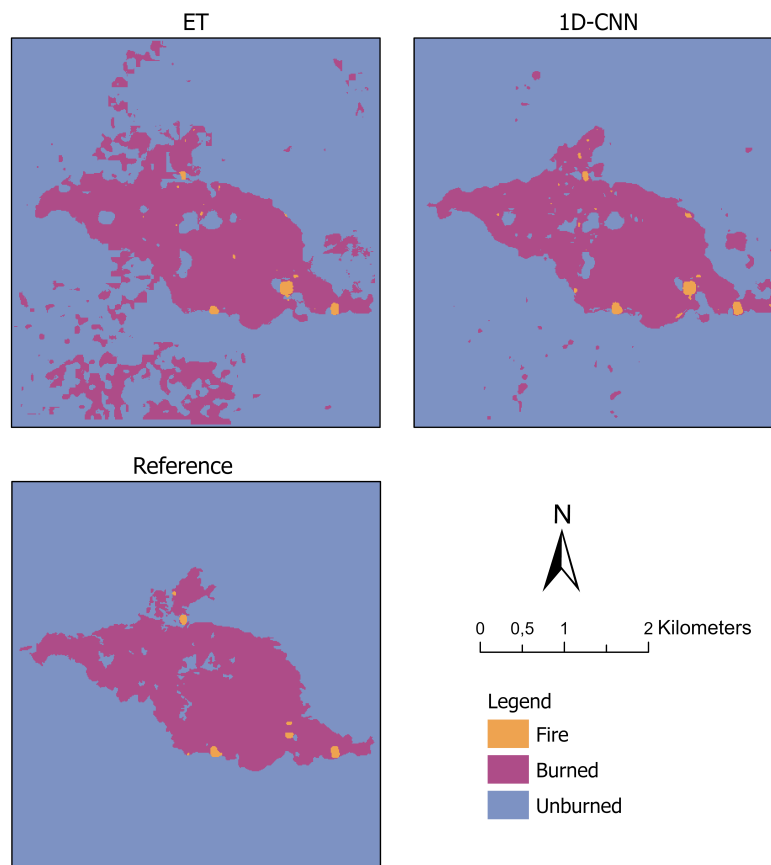 ET
1D-CNN
Reference
N
0 0,5 1 2 Kilometers
Legend
Fire
Burned
Unburned